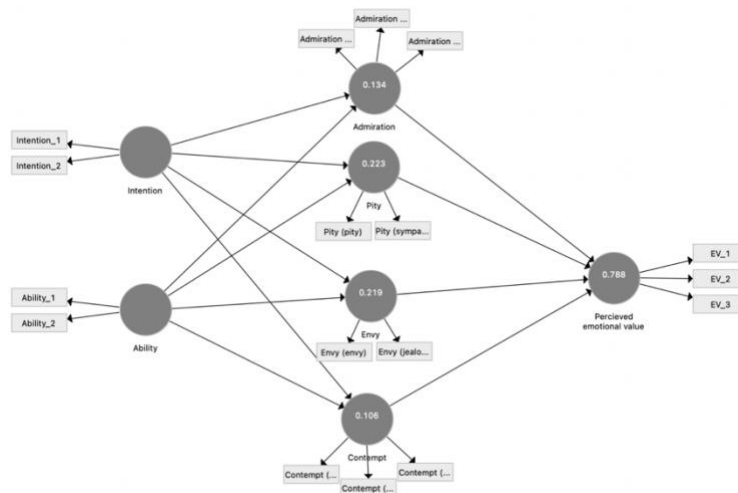 Admiration ...
Admiration ...
Admiration ...
0.134
Admiration
Intention_1
Intention_2
Intention
0.223
Pity
Pity (pity)
Pity (sympa...
Ability_1
Ability_2
Ability
0.219
Envy
Envy (envy)
Envy (jealo...
0.788
Percieved
emotional value
EV_1
EV_2
EV_3
0.106
Contempt
Contempt (...
Contempt (...
Contempt (...